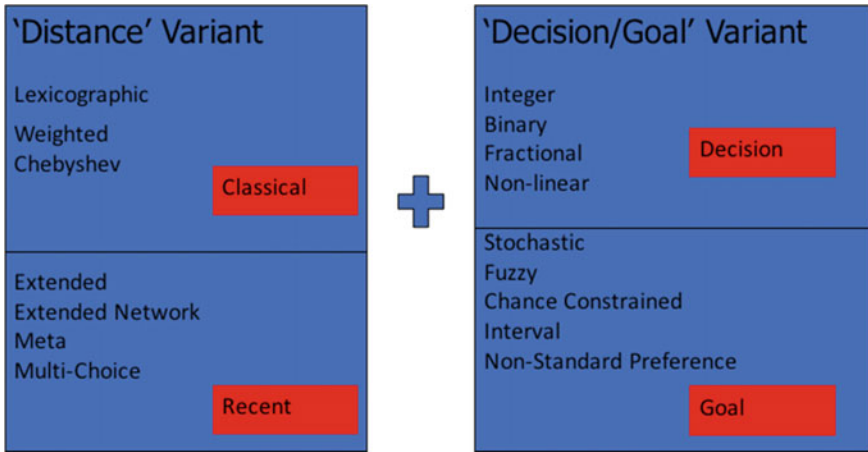 ‘Distance’ Variant
Lexicographic
Weighted
Chebyshev
Classical
Extended
Extended Network
Meta
Multi-Choice
Recent
‘Decision/Goal’ Variant
Integer
Binary
Fractional
Non-linear
Decision
Stochastic
Fuzzy
Chance Constrained
Interval
Non-Standard Preference
Goal